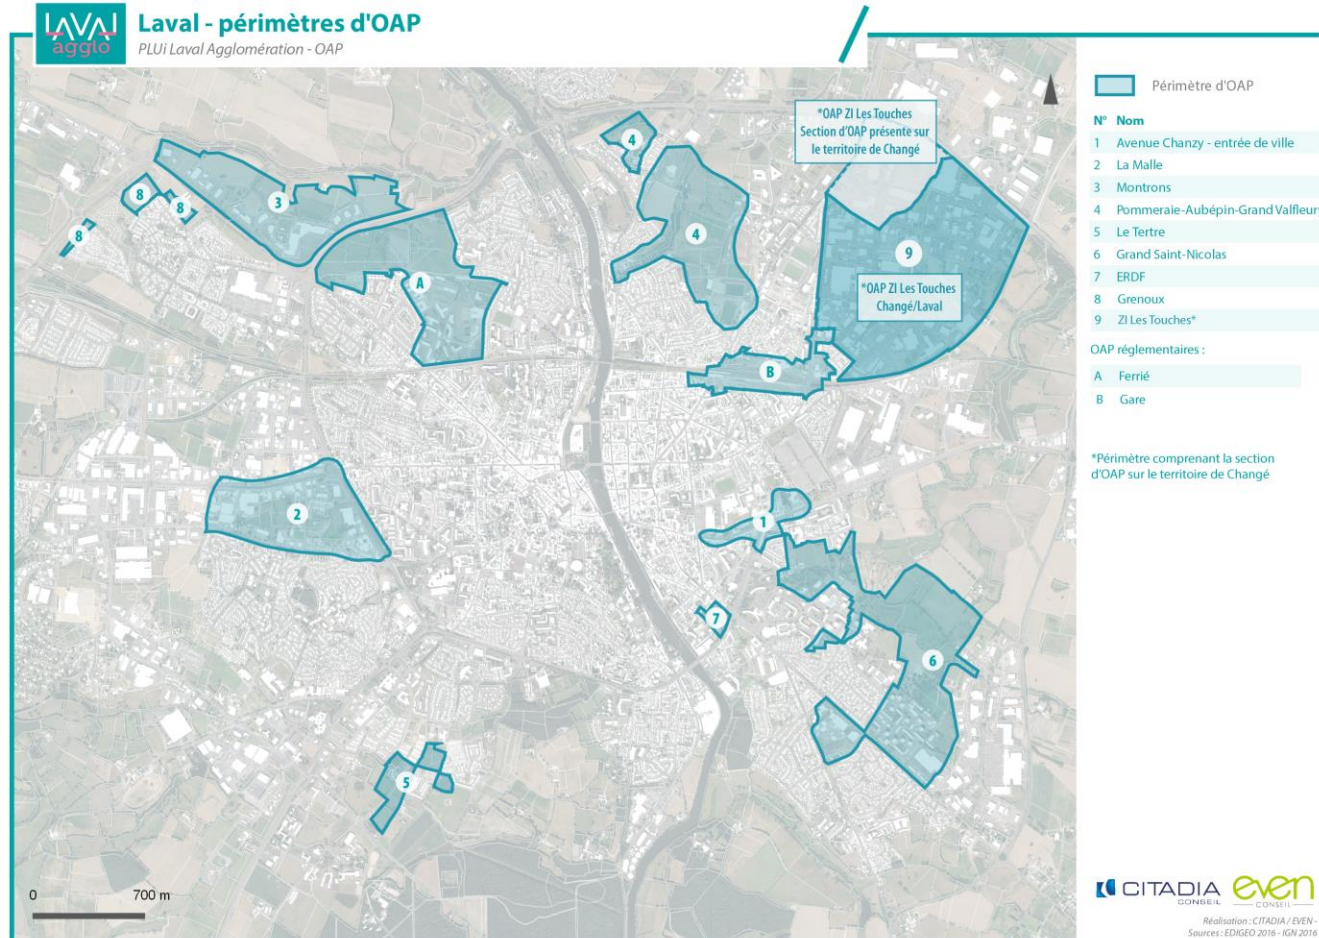 LAVAL
agglo
Laval - périmètres d'OAP
PLUi Laval Agglomération - OAP
*OAP ZI Les Touches
Section d'OAP présente sur
le territoire de Changé
4
8
8
3
8
4
A
9
*OAP ZI Les Touches
Changé/Laval
B
2
1
7
6
5
0 700 m
Périmètre d'OAP
N° Nom
1 Avenue Chanzy - entrée de ville
2 La Malle
3 Montrons
4 Pommeraie-Aubépin-Grand Valfleury
5 Le Tertre
6 Grand Saint-Nicolas
7 ERDF
8 Grenoux
9 ZI Les Touches*
OAP réglementaires :
A Ferrié
B Gare
*Périmètre comprenant la section
d'OAP sur le territoire de Changé
CITADIA
CONSEIL
even
CONSEIL
Réalisation : CITADIA / EVEN -
Sources : EDIGEO 2016 - IGN 2016